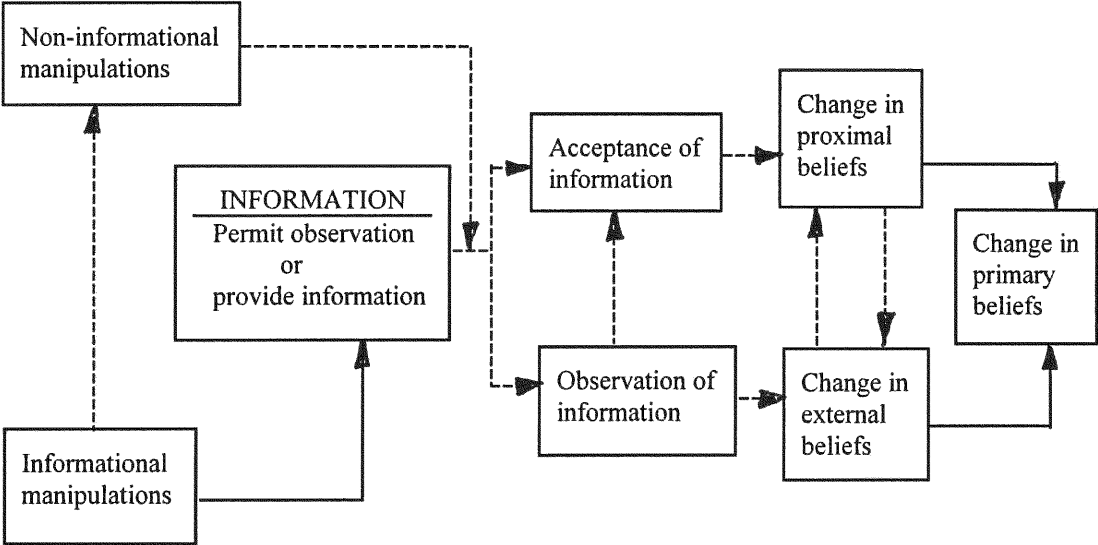 Non-informational
manipulations
INFORMATION
Permit observation
or
provide information
Informational
manipulations
Acceptance of
information
Observation of
information
Change in
proximal
beliefs
Change in
external
beliefs
Change in
primary
beliefs